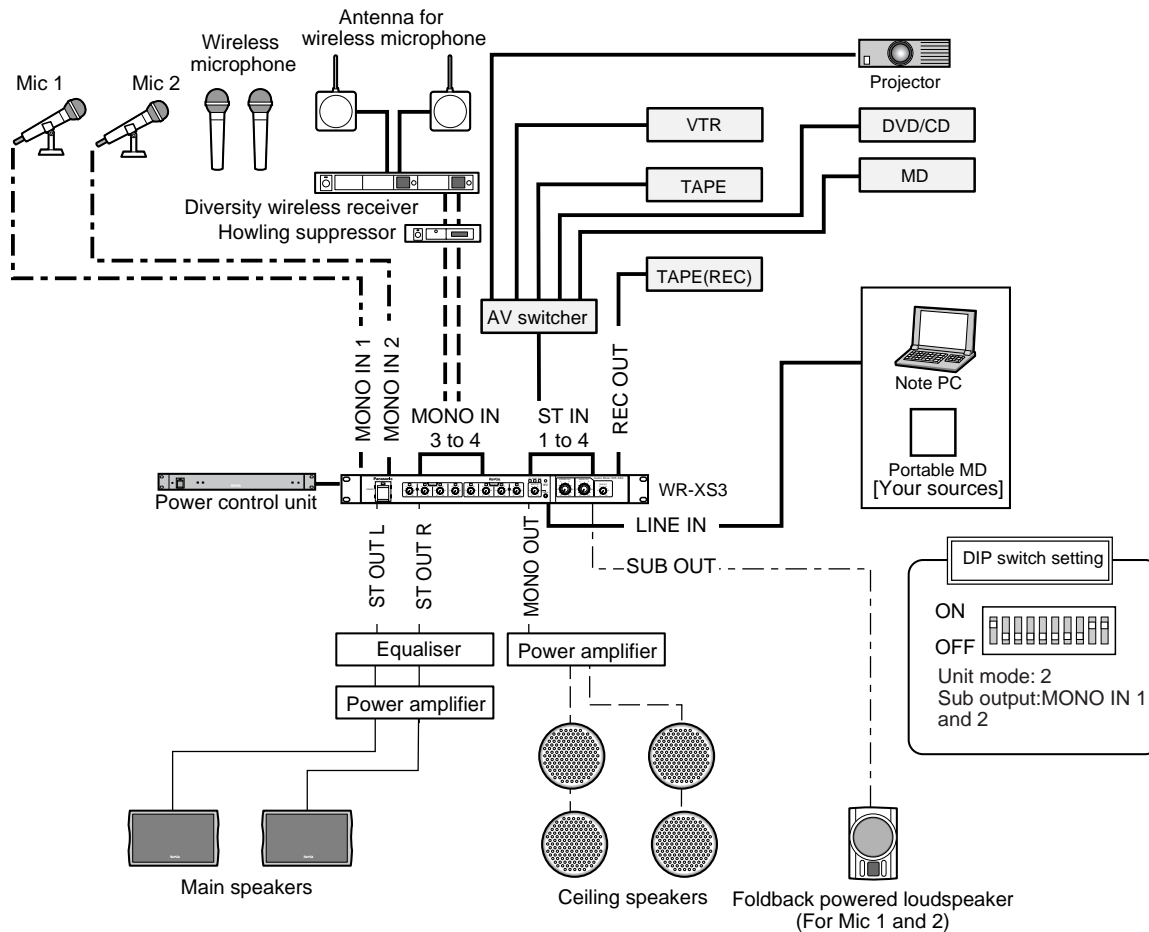 Antenna for
wireless microphone
Wireless
microphone
Mic 1
Mic 2
Projector
VTR
DVD/CD
TAPE
MD
Diversity wireless receiver
Howling suppressor
TAPE(REC)
AV switcher
Note PC
Portable MD
[Your sources]
MONO IN 1
MONO IN 2
MONO IN
3 to 4
ST IN
1 to 4
REC OUT
Power control unit
Panasonic
WR-XS3
LINE IN
ST OUT L
ST OUT R
MONO OUT
SUB OUT
DIP switch setting
ON
OFF
Unit mode: 2
Sub output:MONO IN 1
and 2
Equaliser
Power amplifier
Power amplifier
Main speakers
Ceiling speakers
Foldback powered loudspeaker
(For Mic 1 and 2)